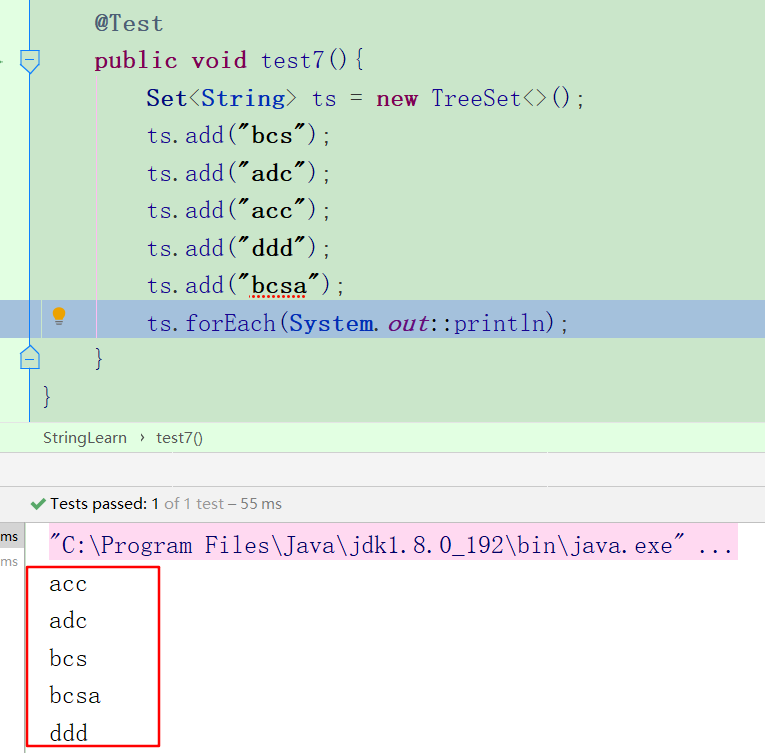 @Test
public void test7(){
Set<String> ts = new TreeSet<>();
ts.add("bcs");
ts.add("adc");
ts.add("acc");
ts.add("ddd");
ts.add("bcsa");
ts.forEach(System.out::println);
}
}
StringLearn › test7()
Tests passed: 1 of 1 test – 55 ms
ms "C:\Program Files\Java\jdk1.8.0_192\bin\java.exe" ...
ms
acc
adc
bcs
bcsa
ddd